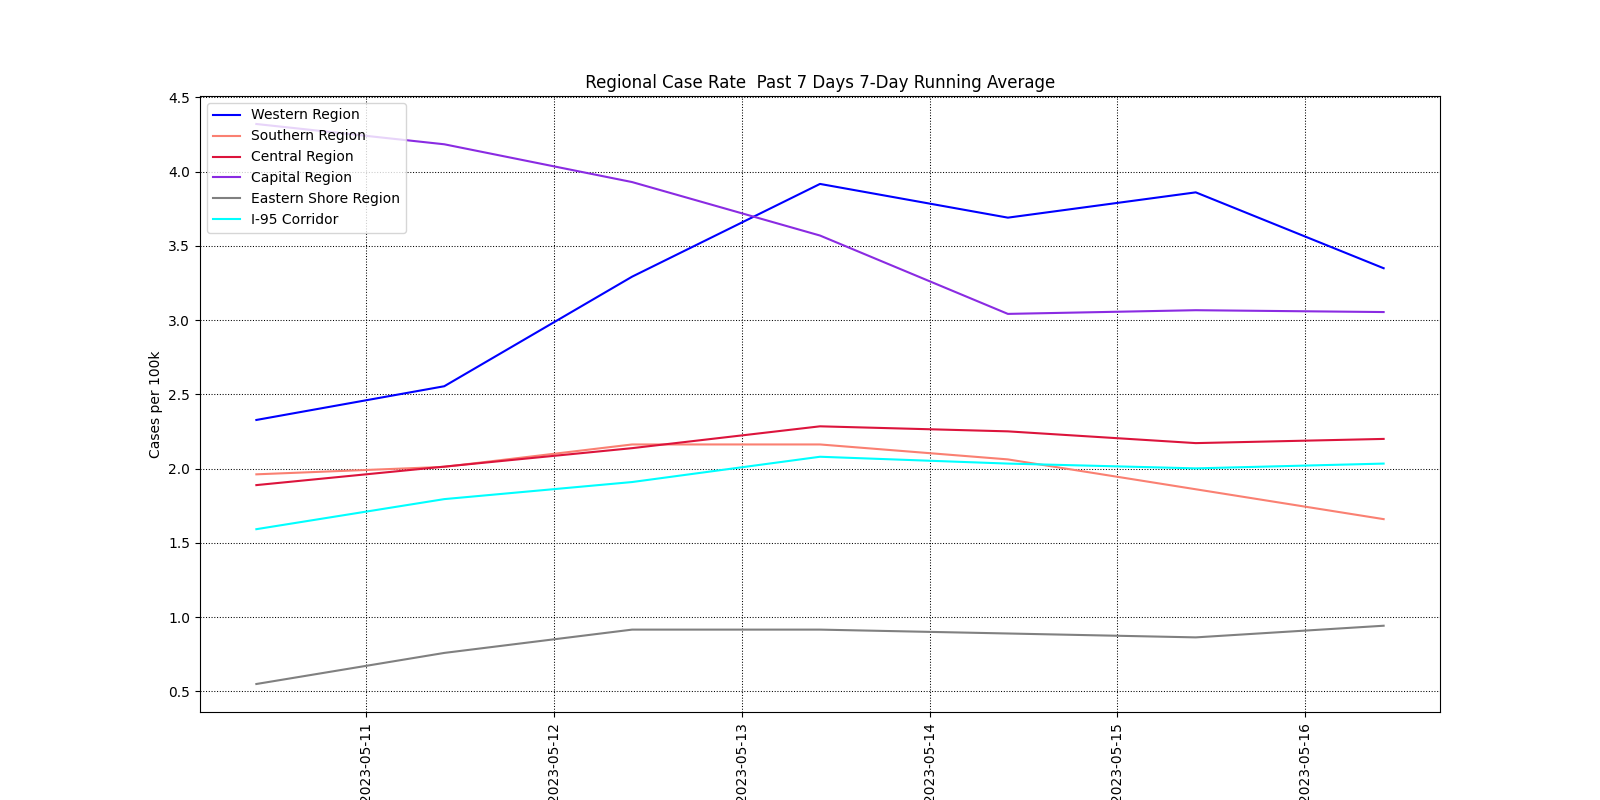 Regional Case Rate  Past 7 Days 7-Day Running Average
Western Region
Southern Region
Central Region
Capital Region
Eastern Shore Region
I-95 Corridor
Cases per 100k
4.5
4.0
3.5
3.0
2.5
2.0
1.5
1.0
0.5
2023-05-11
2023-05-12
2023-05-13
2023-05-14
2023-05-15
2023-05-16